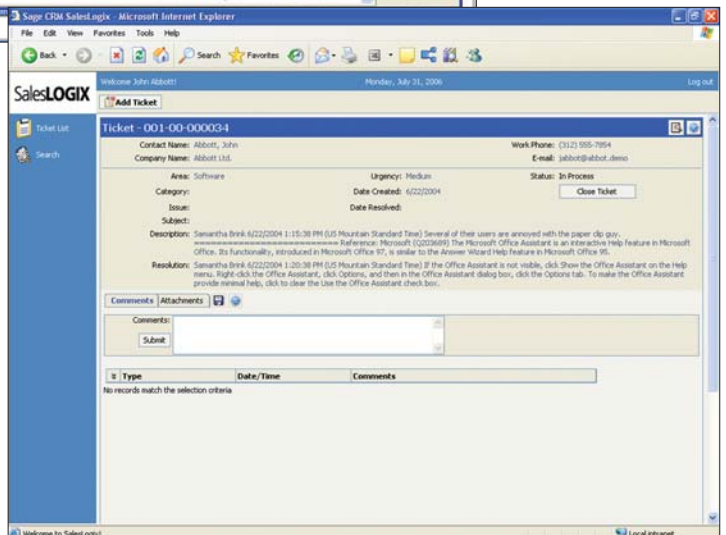 Sage CRM SalesLogix - Microsoft Internet Explorer
File Edit View Favorites Tools Help
Back Search Favorites
SalesLOGIX
Welcome John Abbott! Monday, July 31, 2006 Log out
Add Ticket
Ticket List
Search
Ticket - 001-00-000034
Contact Name: Abbott, John Work Phone: (312) 555-7854
Company Name: Abbott Ltd. E-mail: jabbot@abbot.demo
Area: Software Urgency: Medium Status: In Process
Category: Date Created: 6/22/2004 Close Ticket
Issue: Date Resolved:
Subject:
Description: Samantha Brink 6/22/2004 1:15:38 PM (US Mountain Standard Time) Several of their users are annoyed with the paper clip guy.
========================== Reference: Microsoft (Q203689) The Microsoft Office Assistant is an interactive Help feature in Microsoft
Office. Its functionality, introduced in Microsoft Office 97, is similar to the Answer Wizard Help feature in Microsoft Office 95.
Resolution: Samantha Brink 6/22/2004 1:20:38 PM (US Mountain Standard Time) If the Office Assistant is not visible, click Show the Office Assistant on the Help
menu. Right-click the Office Assistant, click Options, and then in the Office Assistant dialog box, click the Options tab. To make the Office Assistant
provide minimal help, click to clear the Use the Office Assistant check box.
Comments Attachments
Comments:
Submit
Type Date/Time Comments
No records match the selection criteria
Welcome to SalesLogix! Local intranet